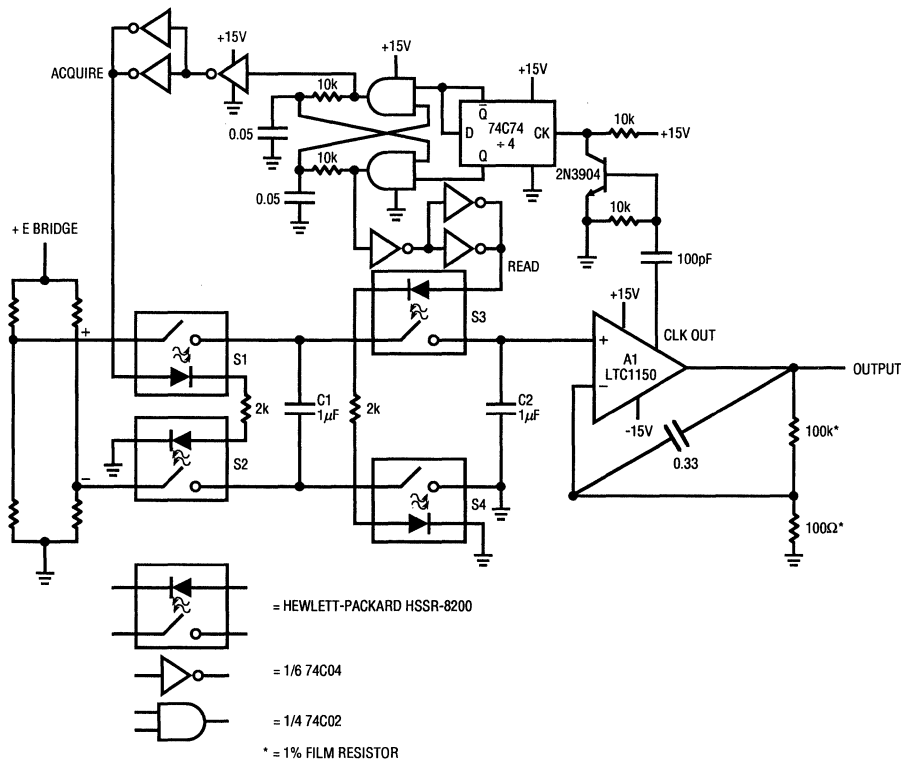 +15V
ACQUIRE
10k
+15V
+15V
0.05
Q̄
D
74C74
÷ 4
CK
Q
10k
+15V
10k
0.05
2N3904
10k
+ E BRIDGE
100pF
READ
+
S1
S3
+15V
CLK OUT
+
A1
LTC1150
−
-15V
OUTPUT
2k
C1
1µF
2k
C2
1µF
100k*
0.33
S2
−
S4
100Ω*
= HEWLETT-PACKARD HSSR-8200
= 1/6 74C04
= 1/4 74C02
* = 1% FILM RESISTOR